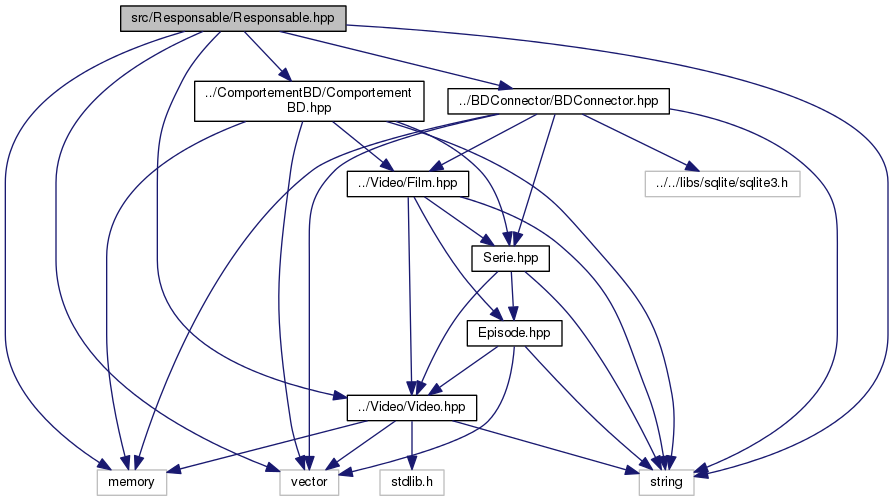 src/Responsable/Responsable.hpp
../ComportementBD/Comportement
BD.hpp
../BDConnector/BDConnector.hpp
../Video/Film.hpp
../../libs/sqlite/sqlite3.h
Serie.hpp
Episode.hpp
../Video/Video.hpp
memory
vector
stdlib.h
string